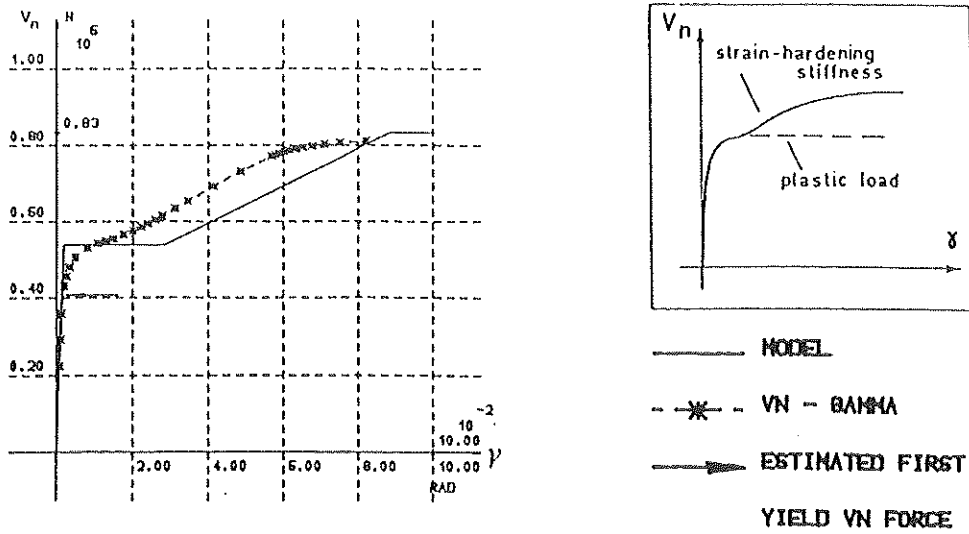 Vn N
10 6
1.00
0.83
0.80
0.60
0.40
0.20
10 -2
10.00
2.00 4.00 6.00 8.00 10.00 γ
RAD
Vn
strain-hardening
stiffness
plastic load
γ
MODEL
VN - GAMMA
ESTIMATED FIRST
YIELD VN FORCE